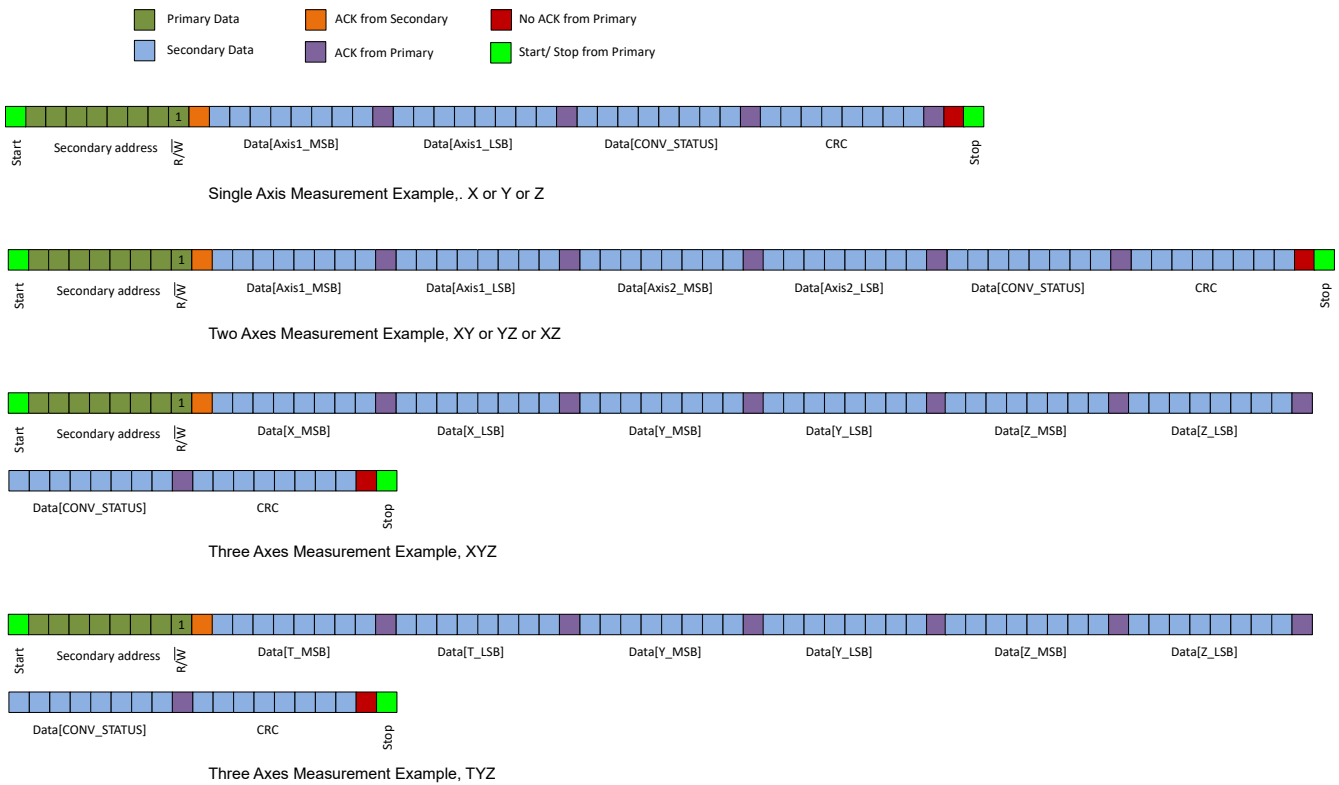 Primary Data
ACK from Secondary
No ACK from Primary
Secondary Data
ACK from Primary
Start/ Stop from Primary
1
Start
Secondary address
R/W
Data[Axis1_MSB]
Data[Axis1_LSB]
Data[CONV_STATUS]
CRC
Stop
Single Axis Measurement Example,. X or Y or Z
1
Start
Secondary address
R/W
Data[Axis1_MSB]
Data[Axis1_LSB]
Data[Axis2_MSB]
Data[Axis2_LSB]
Data[CONV_STATUS]
CRC
Stop
Two Axes Measurement Example, XY or YZ or XZ
1
Start
Secondary address
R/W
Data[X_MSB]
Data[X_LSB]
Data[Y_MSB]
Data[Y_LSB]
Data[Z_MSB]
Data[Z_LSB]
Data[CONV_STATUS]
CRC
Stop
Three Axes Measurement Example, XYZ
1
Start
Secondary address
R/W
Data[T_MSB]
Data[T_LSB]
Data[Y_MSB]
Data[Y_LSB]
Data[Z_MSB]
Data[Z_LSB]
Data[CONV_STATUS]
CRC
Stop
Three Axes Measurement Example, TYZ